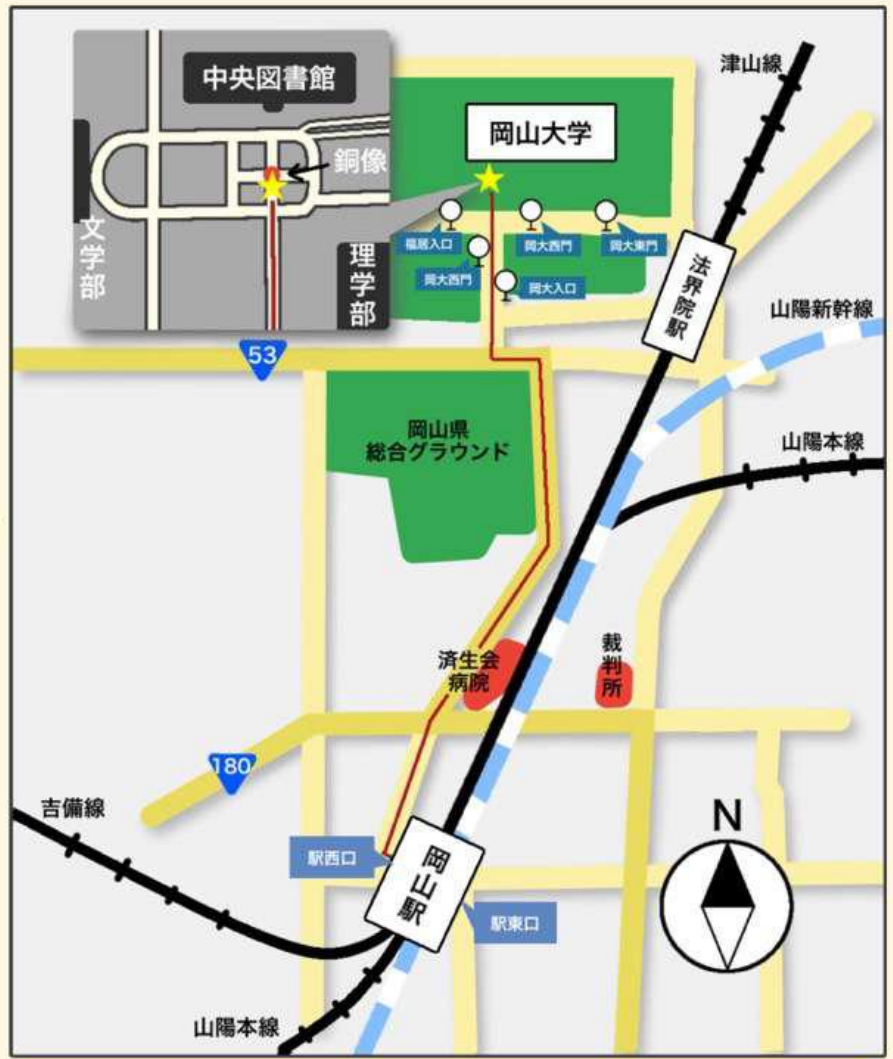 津山線
中央図書館
岡山大学
銅像
文学部
理学部
福居入口
岡大西門
岡大東門
岡大西門
岡大入口
法界院駅
山陽新幹線
53
岡山県
総合グラウンド
山陽本線
済生会
病院
裁判所
180
吉備線
N
駅西口
岡山駅
駅東口
山陽本線